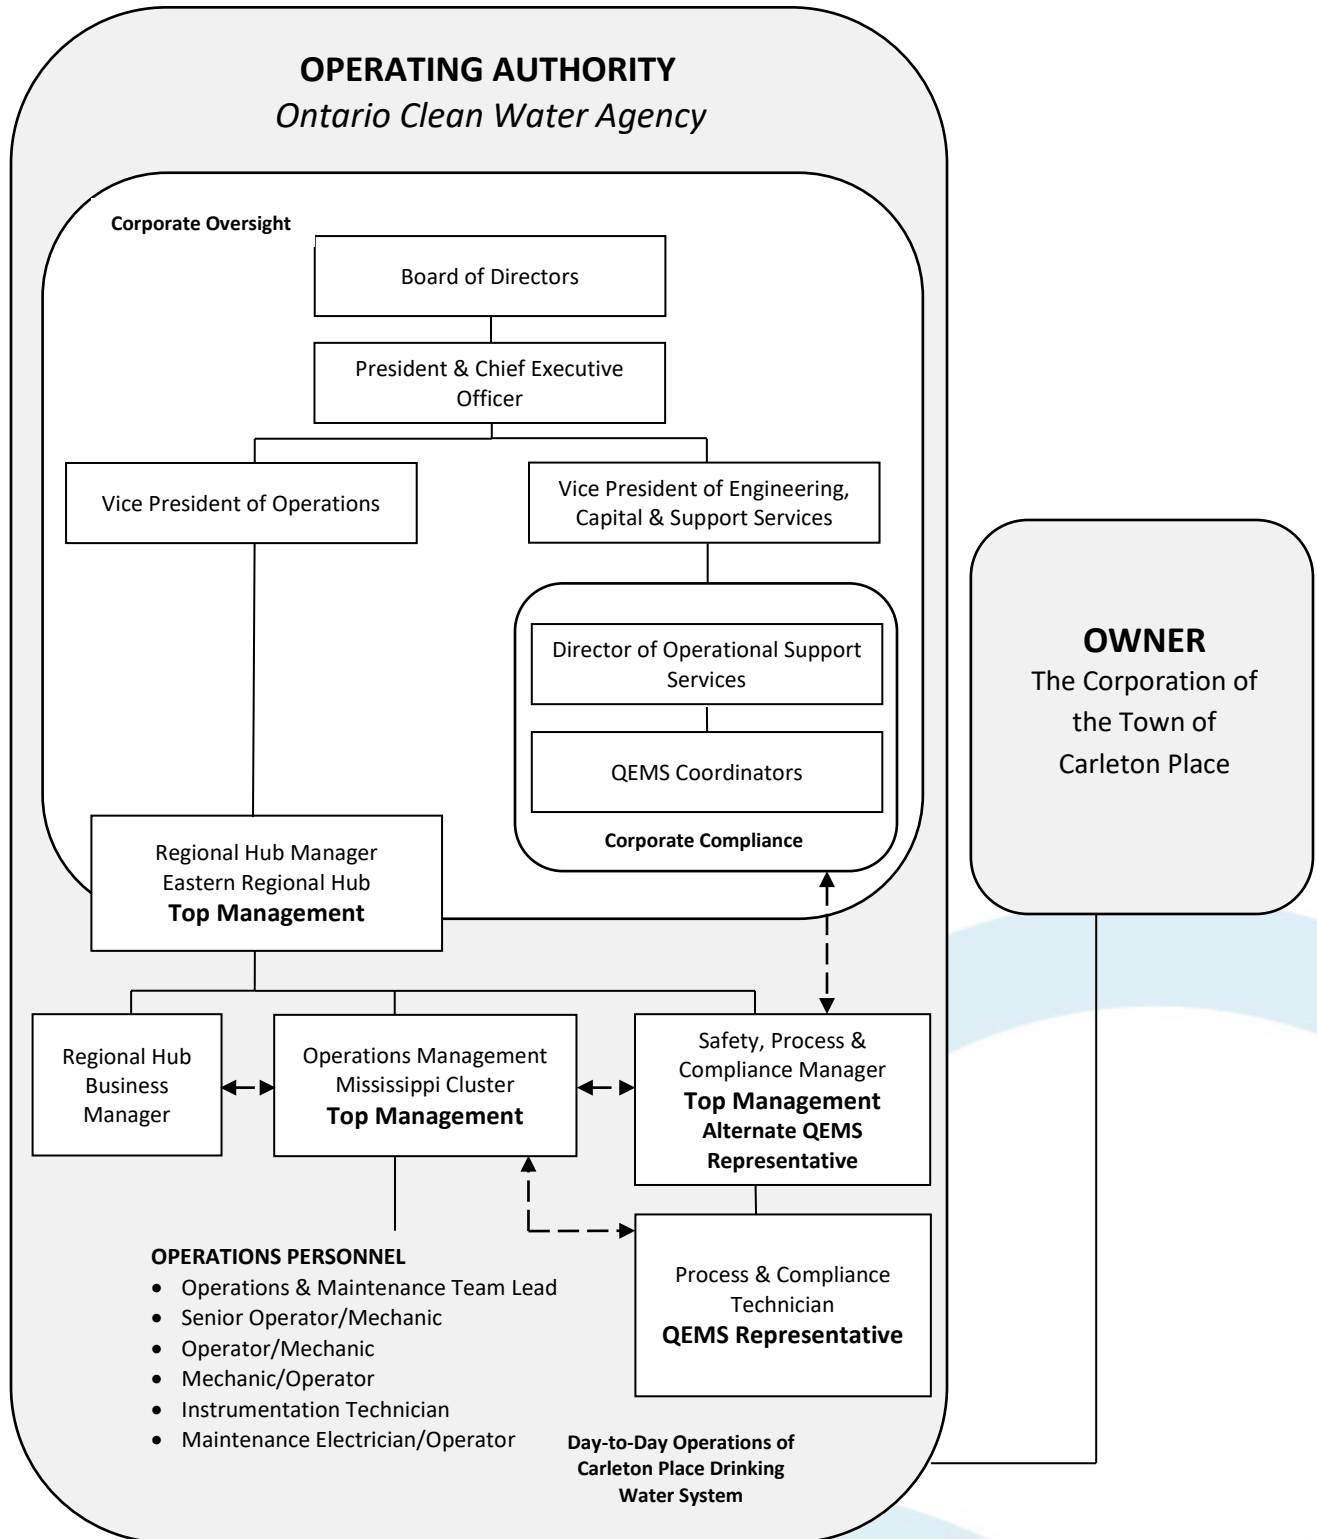 OPERATING AUTHORITY
Ontario Clean Water Agency
Corporate Oversight
Board of Directors
President & Chief Executive
Officer
Vice President of Operations
Vice President of Engineering,
Capital & Support Services
Director of Operational Support
Services
QEMS Coordinators
Corporate Compliance
OWNER
The Corporation of
the Town of
Carleton Place
Regional Hub Manager
Eastern Regional Hub
Top Management
Regional Hub
Business
Manager
Operations Management
Mississippi Cluster
Top Management
Safety, Process &
Compliance Manager
Top Management
Alternate QEMS
Representative
Process & Compliance
Technician
QEMS Representative
OPERATIONS PERSONNEL
• Operations & Maintenance Team Lead
• Senior Operator/Mechanic
• Operator/Mechanic
• Mechanic/Operator
• Instrumentation Technician
• Maintenance Electrician/Operator
Day-to-Day Operations of
Carleton Place Drinking
Water System